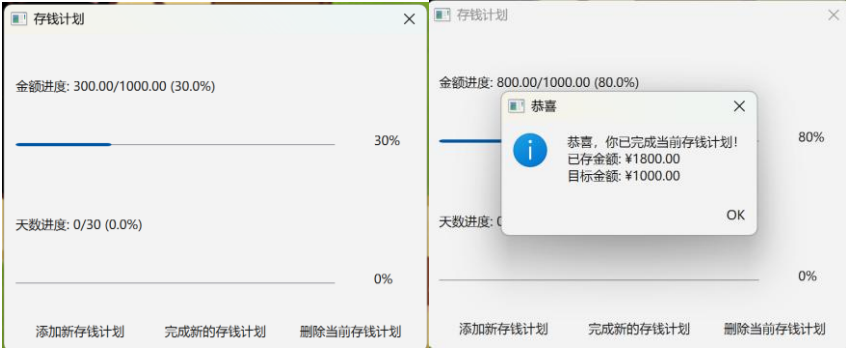 存钱计划
金额进度: 300.00/1000.00 (30.0%)
30%
天数进度: 0/30 (0.0%)
0%
添加新存钱计划 完成新的存钱计划 删除当前存钱计划
存钱计划
金额进度: 800.00/1000.00 (80.0%)
80%
恭喜
恭喜，你已完成当前存钱计划！
已存金额: ¥1800.00
目标金额: ¥1000.00
OK
天数进度:
0%
添加新存钱计划 完成新的存钱计划 删除当前存钱计划